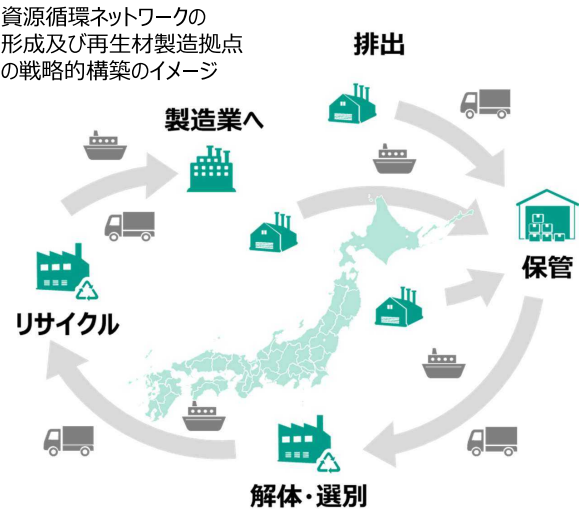 資源循環ネットワークの
形成及び再生材製造拠点
の戦略的構築のイメージ
排出
製造業へ
保管
リサイクル
解体・選別